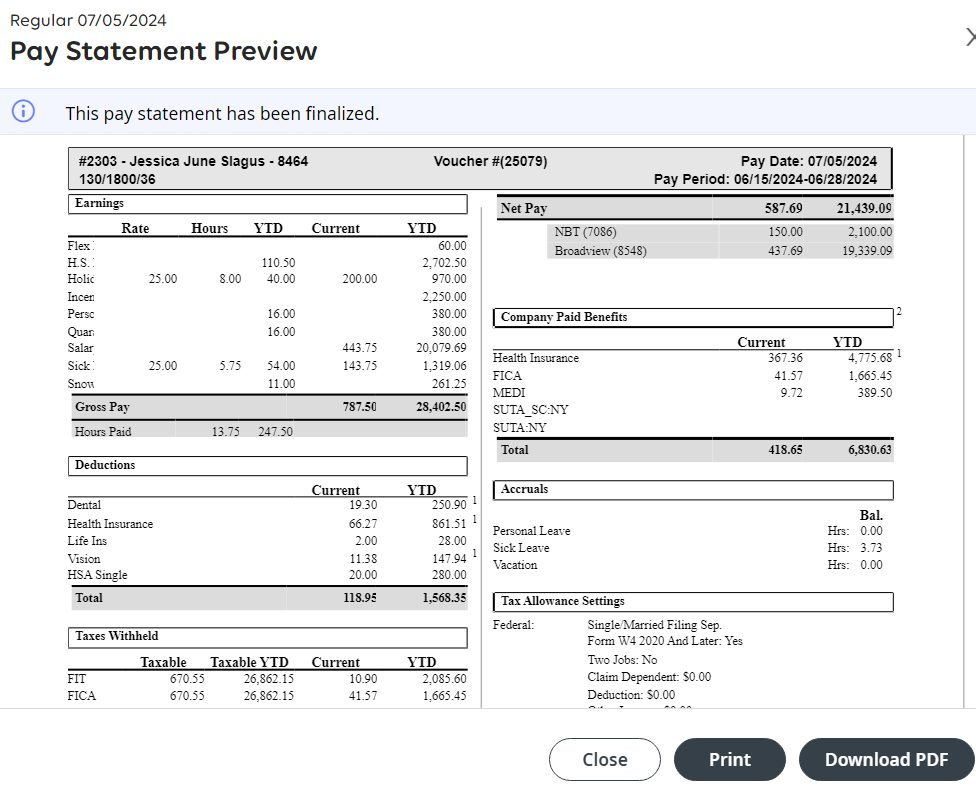 Regular 07/05/2024
Pay Statement Preview
X
This pay statement has been finalized.
#2303 - Jessica June Slagus - 8464 Voucher #(25079) Pay Date: 07/05/2024
130/1800/36 Pay Period: 06/15/2024-06/28/2024
Earnings
Rate Hours YTD Current YTD
Flex 60.00
H.S. 110.50 2,702.50
Holic 25.00 8.00 40.00 200.00 970.00
Incen 2,250.00
Persc 16.00 380.00
Quar 16.00 380.00
Salar 443.75 20,079.69
Sick 25.00 5.75 54.00 143.75 1,319.06
Snow 11.00 261.25
Gross Pay 787.50 28,402.50
Hours Paid 13.75 247.50
Deductions
Current YTD
Dental 19.30 250.90 1
Health Insurance 66.27 861.51 1
Life Ins 2.00 28.00
Vision 11.38 147.94 1
HSA Single 20.00 280.00
Total 118.95 1,568.35
Taxes Withheld
Taxable Taxable YTD Current YTD
FIT 670.55 26,862.15 10.90 2,085.60
FICA 670.55 26,862.15 41.57 1,665.45
Net Pay 587.69 21,439.09
NBT (7086) 150.00 2,100.00
Broadview (8548) 437.69 19,339.09
Company Paid Benefits 2
Current YTD
Health Insurance 367.36 4,775.68 1
FICA 41.57 1,665.45
MEDI 9.72 389.50
SUTA_SC:NY
SUTA:NY
Total 418.65 6,830.63
Accruals
Bal.
Personal Leave Hrs: 0.00
Sick Leave Hrs: 3.73
Vacation Hrs: 0.00
Tax Allowance Settings
Federal: Single/Married Filing Sep.
Form W4 2020 And Later: Yes
Two Jobs: No
Claim Dependent: $0.00
Deduction: $0.00
Close Print Download PDF